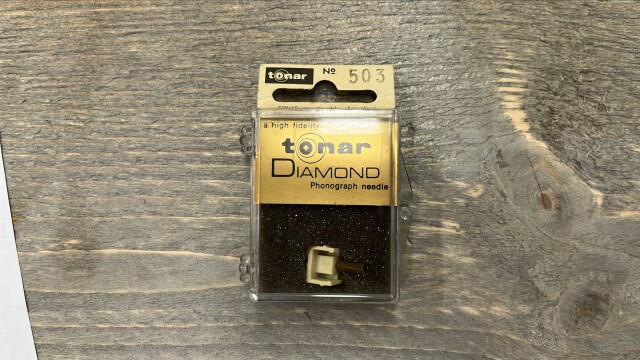 tonar Nº 503
a high fidelity
tonar
DIAMOND
Phonograph needle